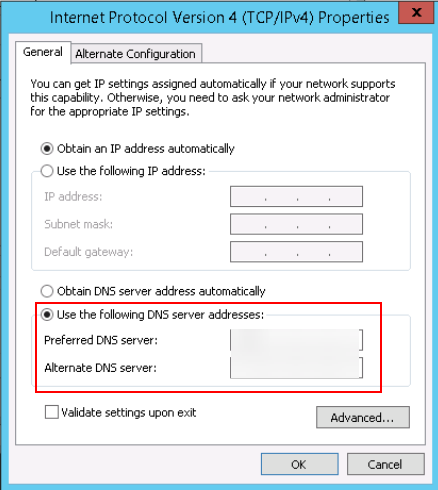 Internet Protocol Version 4 (TCP/IPv4) Properties
x
General
Alternate Configuration
You can get IP settings assigned automatically if your network supports
this capability. Otherwise, you need to ask your network administrator
for the appropriate IP settings.
Obtain an IP address automatically
Use the following IP address:
IP address:
Subnet mask:
Default gateway:
Obtain DNS server address automatically
Use the following DNS server addresses:
Preferred DNS server:
Alternate DNS server:
Validate settings upon exit
Advanced...
OK
Cancel